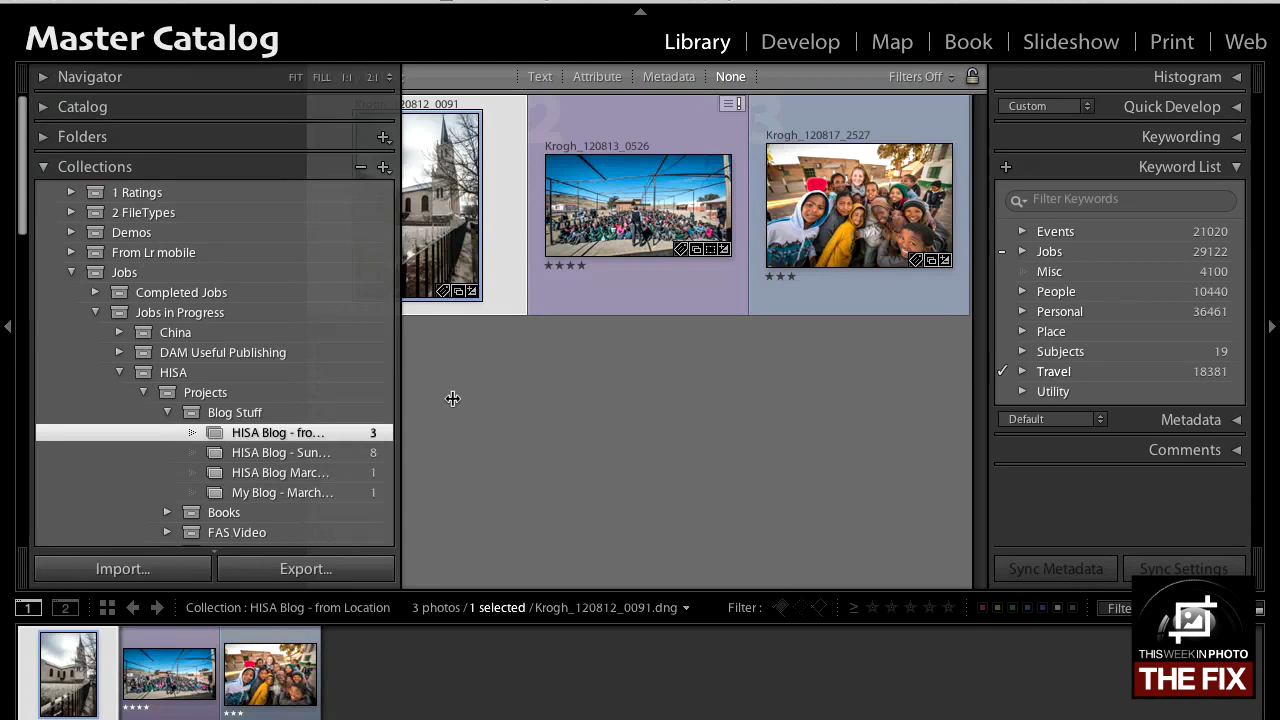 Master Catalog
Library | Develop | Map | Book | Slideshow | Print | Web
Navigator FIT FILL 1:1 2:1
Catalog
Folders
Collections
1 Ratings
2 FileTypes
Demos
From Lr mobile
Jobs
Completed Jobs
Jobs in Progress
China
DAM Useful Publishing
HISA
Projects
Blog Stuff
HISA Blog - fro... 3
HISA Blog - Sun... 8
HISA Blog Marc... 1
My Blog - March... 1
Books
FAS Video
Import...
Export...
Text Attribute Metadata None Filters Off
Krogh_120812_0091
2
Krogh_120813_0526
★★★★
3
Krogh_120817_2527
★★★
Histogram
Custom Quick Develop
Keywording
Keyword List
Filter Keywords
Events 21020
Jobs 29122
Misc 4100
People 10440
Personal 36461
Place
Subjects 19
Travel 18381
Utility
Default Metadata
Comments
Sync Metadata
Sync Settings
1 2 Collection : HISA Blog - from Location 3 photos / 1 selected / Krogh_120812_0091.dng Filter : ≥ ★★★★★
★★★★
★★★
THIS WEEK IN PHOTO
THE FIX